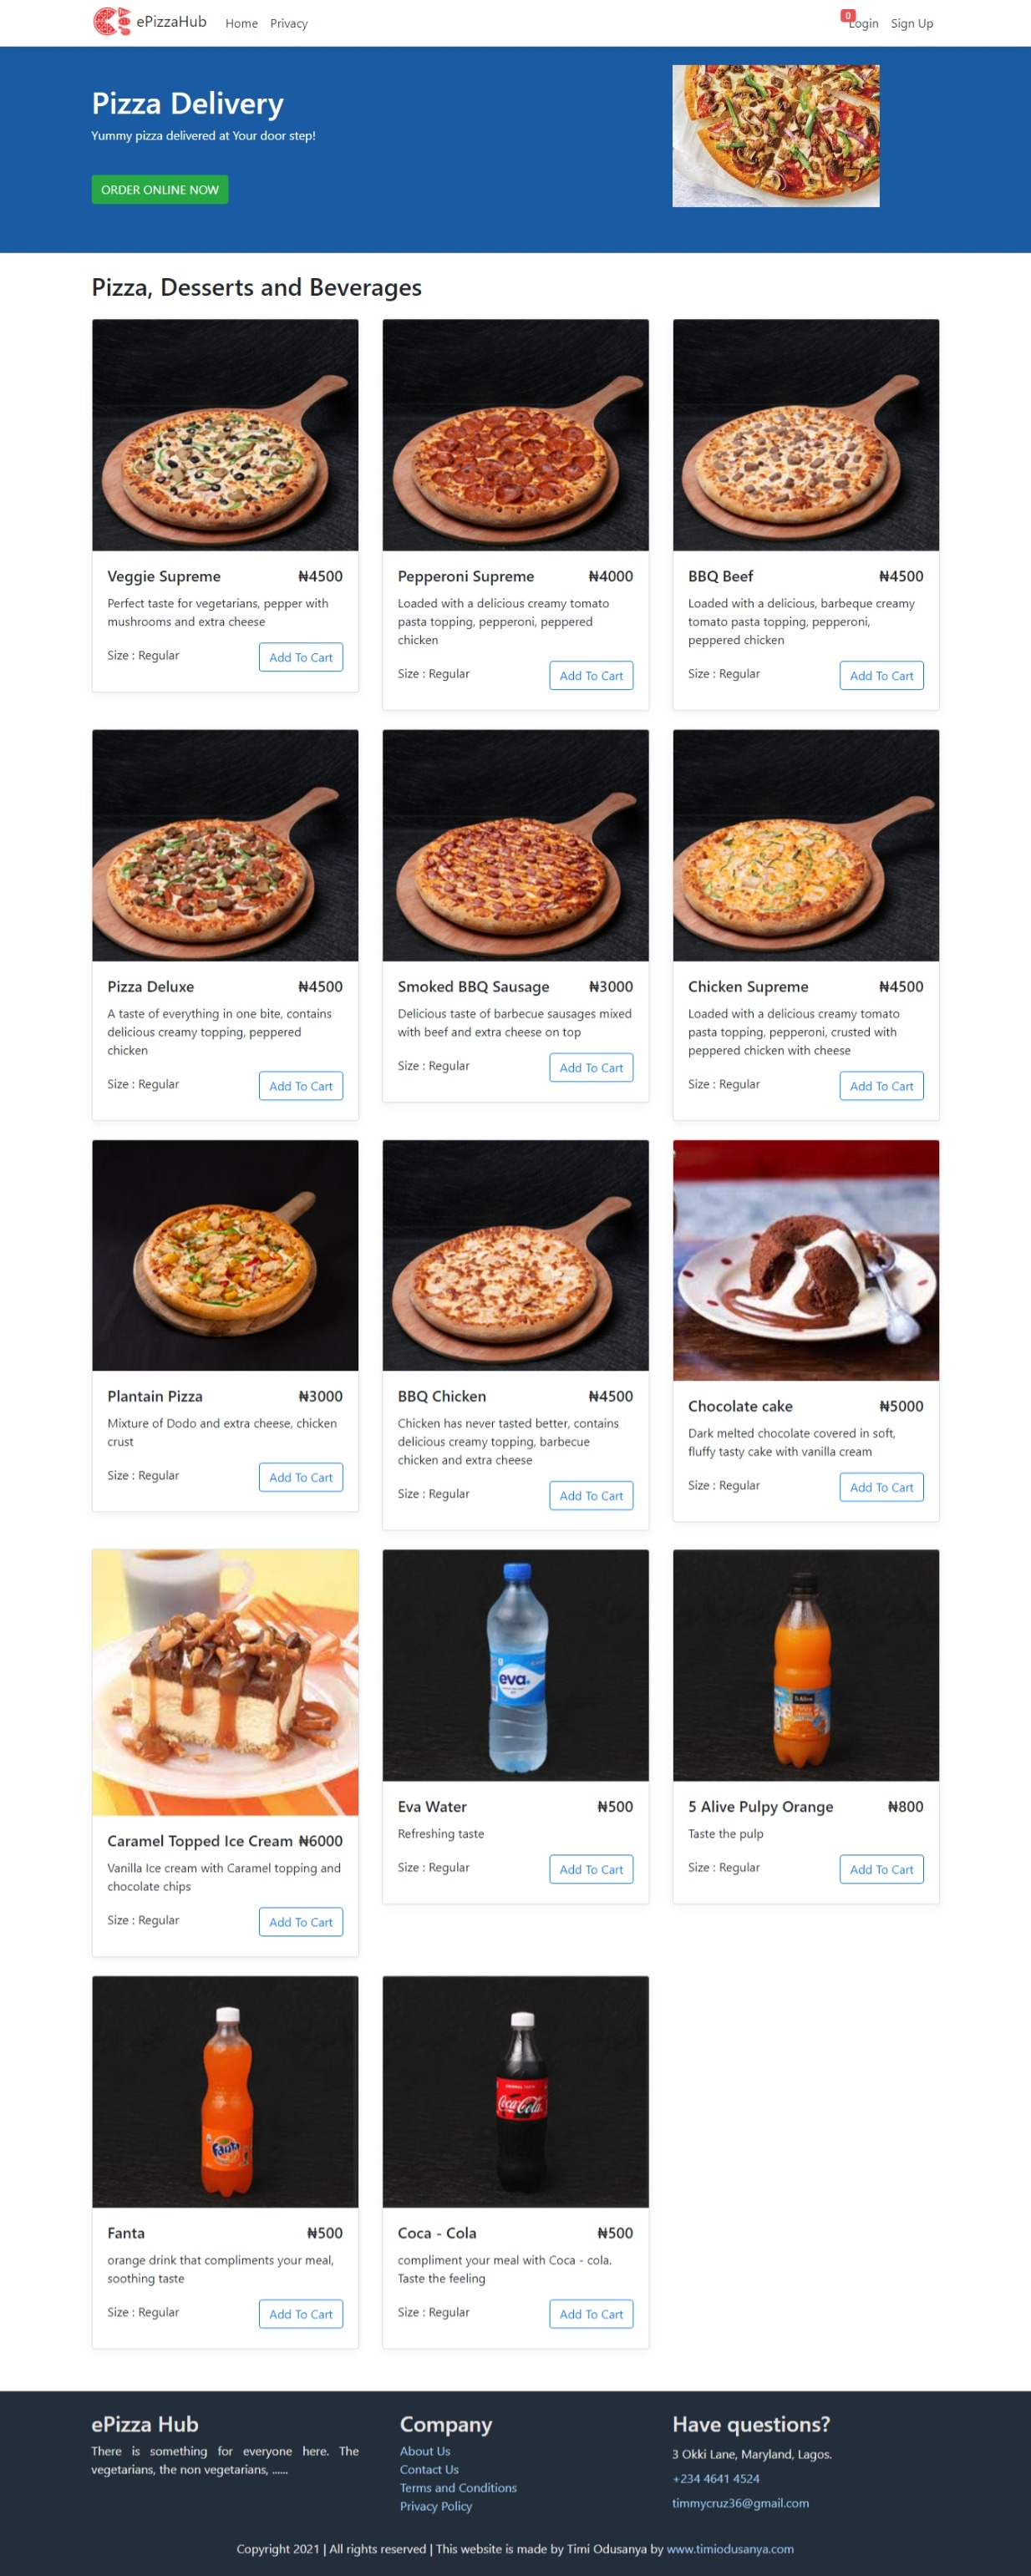 ePizzaHub
Home
Privacy
0
Login
Sign Up
Pizza Delivery
Yummy pizza delivered at Your door step!
ORDER ONLINE NOW
Pizza, Desserts and Beverages
Veggie Supreme ₦4500
Perfect taste for vegetarians, pepper with
mushrooms and extra cheese
Size : Regular
Add To Cart
Pepperoni Supreme ₦4000
Loaded with a delicious creamy tomato
pasta topping, pepperoni, peppered
chicken
Size : Regular
Add To Cart
BBQ Beef ₦4500
Loaded with a delicious, barbeque creamy
tomato pasta topping, pepperoni,
peppered chicken
Size : Regular
Add To Cart
Pizza Deluxe ₦4500
A taste of everything in one bite, contains
delicious creamy topping, peppered
chicken
Size : Regular
Add To Cart
Smoked BBQ Sausage ₦3000
Delicious taste of barbecue sausages mixed
with beef and extra cheese on top
Size : Regular
Add To Cart
Chicken Supreme ₦4500
Loaded with a delicious creamy tomato
pasta topping, pepperoni, crusted with
peppered chicken with cheese
Size : Regular
Add To Cart
Plantain Pizza ₦3000
Mixture of Dodo and extra cheese, chicken
crust
Size : Regular
Add To Cart
BBQ Chicken ₦4500
Chicken has never tasted better, contains
delicious creamy topping, barbecue
chicken and extra cheese
Size : Regular
Add To Cart
Chocolate cake ₦5000
Dark melted chocolate covered in soft,
fluffy tasty cake with vanilla cream
Size : Regular
Add To Cart
Caramel Topped Ice Cream ₦6000
Vanilla Ice cream with Caramel topping and
chocolate chips
Size : Regular
Add To Cart
eva.
Eva Water ₦500
Refreshing taste
Size : Regular
Add To Cart
5 Alive
5 Alive Pulpy Orange ₦800
Taste the pulp
Size : Regular
Add To Cart
Fanta
Fanta ₦500
orange drink that compliments your meal,
soothing taste
Size : Regular
Add To Cart
Coca-Cola
Coca - Cola ₦500
compliment your meal with Coca - cola.
Taste the feeling
Size : Regular
Add To Cart
ePizza Hub
There is something for everyone here. The
vegetarians, the non vegetarians, ......
Company
About Us
Contact Us
Terms and Conditions
Privacy Policy
Have questions?
3 Okki Lane, Maryland, Lagos.
+234 4641 4524
timmycruz36@gmail.com
Copyright 2021 | All rights reserved | This website is made by Timi Odusanya by www.timiodusanya.com